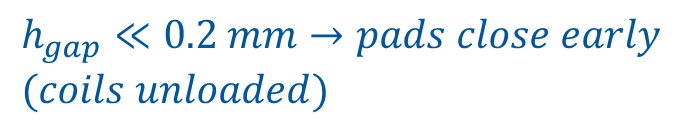 h_gap ≪ 0.2 mm → pads close early
(coils unloaded)